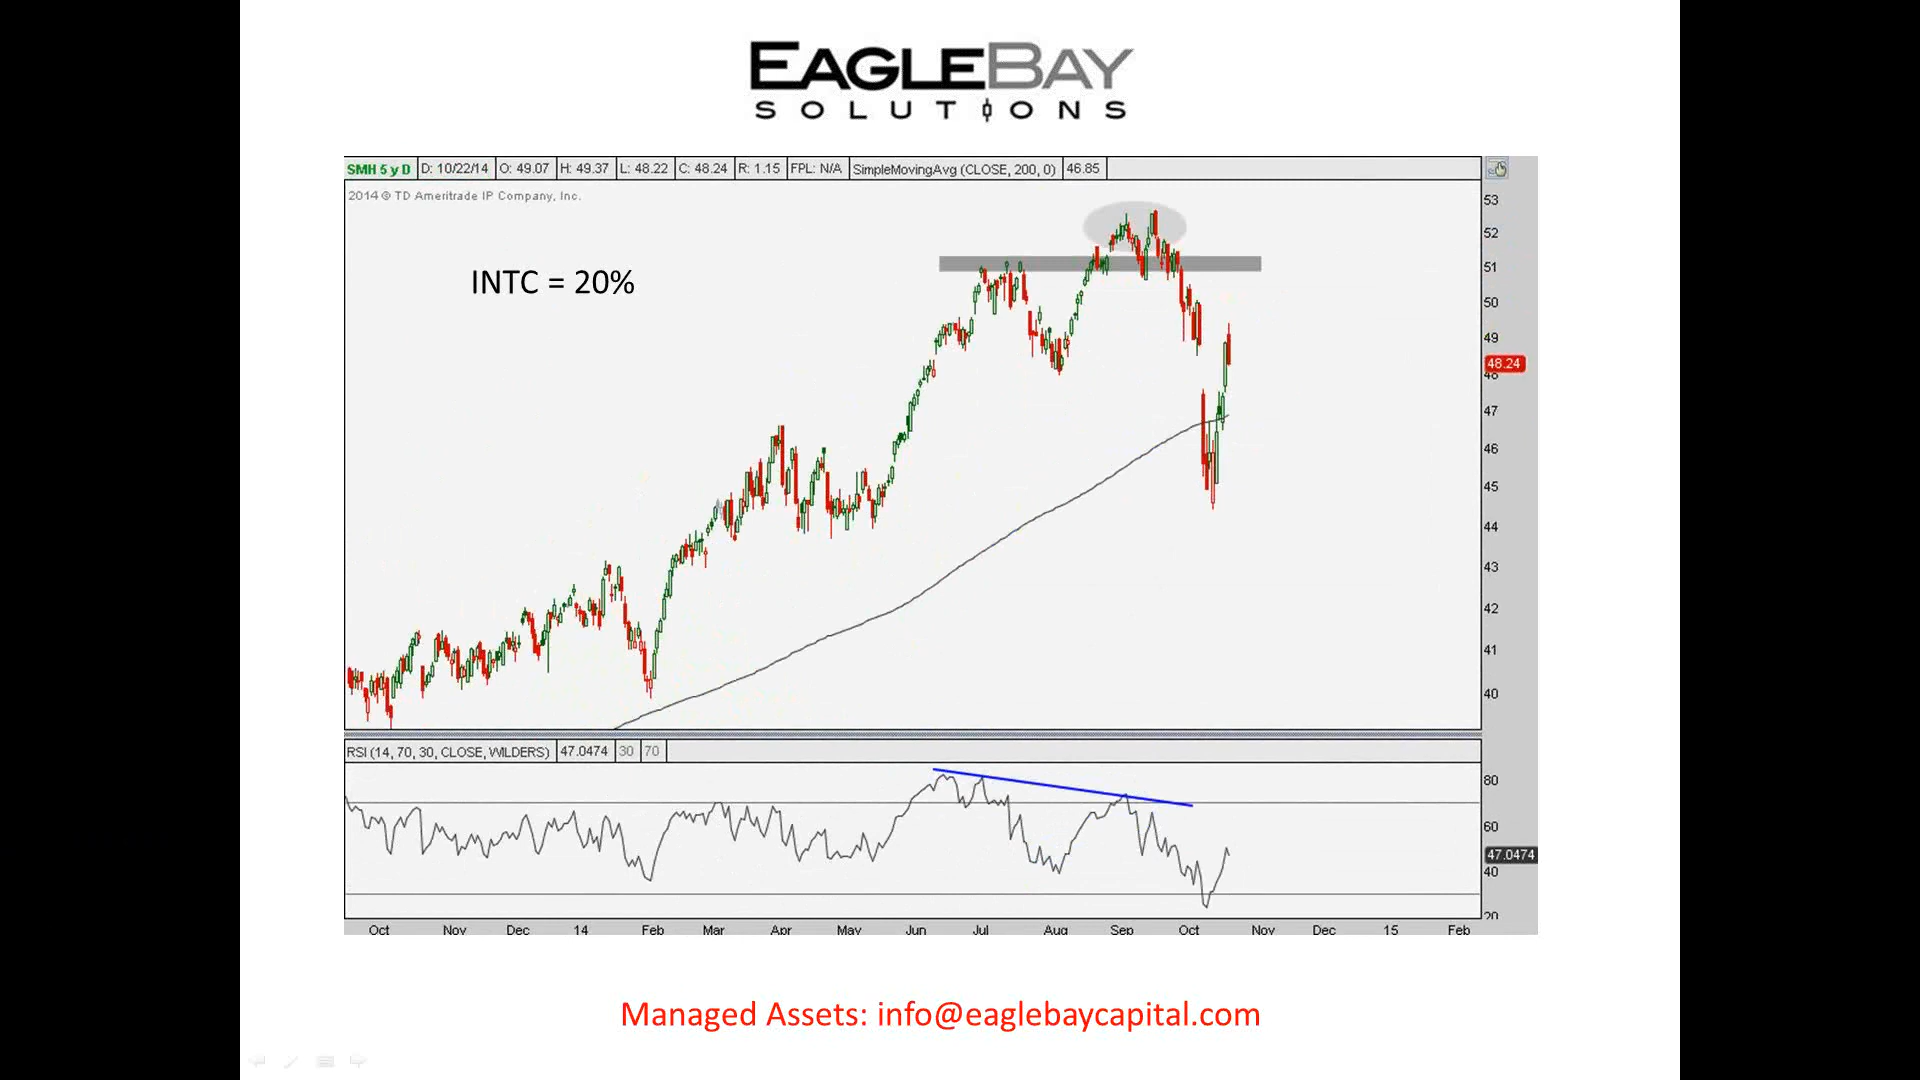 EAGLEBAY
SOLUTIONS
SMH 5 y D D: 10/22/14 O: 49.07 H: 49.37 L: 48.22 C: 48.24 R: 1.15 FPL: N/A SimpleMovingAvg (CLOSE, 200, 0) 46.85
2014 © TD Ameritrade IP Company, Inc.
INTC = 20%
53
52
51
50
49
48.24
48
47
46
45
44
43
42
41
40
RSI (14, 70, 30, CLOSE, WILDERS) 47.0474 30 70
80
60
47.0474
40
20
Oct Nov Dec 14 Feb Mar Apr May Jun Jul Aug Sep Oct Nov Dec 15 Feb
Managed Assets: info@eaglebaycapital.com